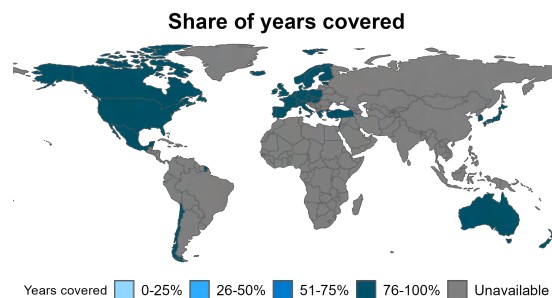 Share of years covered
Years covered 0-25% 26-50% 51-75% 76-100% Unavailable